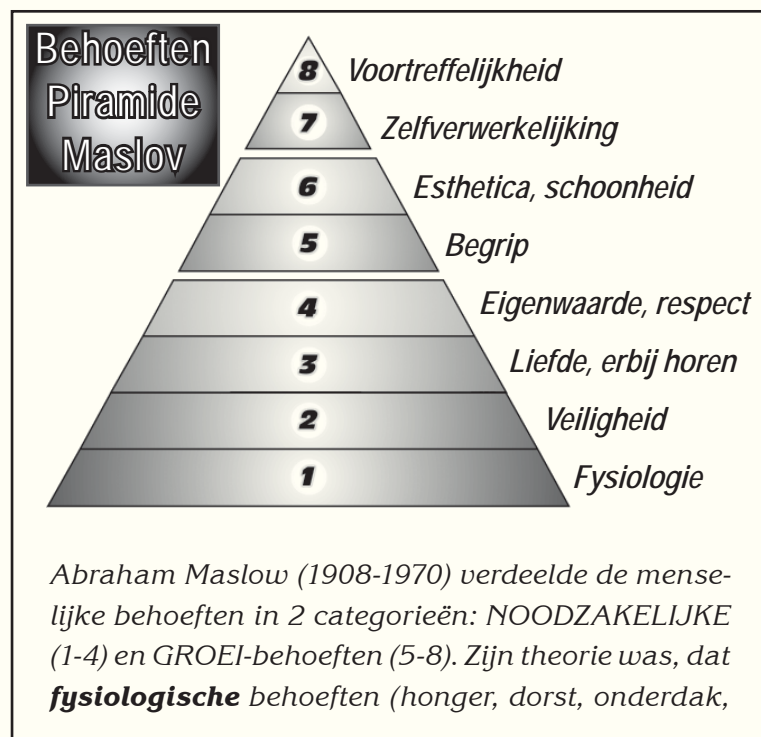 Behoeften
Piramide
Maslov
8 Voortreffelijkheid
7 Zelfverwerkelijking
6 Esthetica, schoonheid
5 Begrip
4 Eigenwaarde, respect
3 Liefde, erbij horen
2 Veiligheid
1 Fysiologie
Abraham Maslow (1908-1970) verdeelde de mense-
lijke behoeften in 2 categorieën: NOODZAKELIJKE
(1-4) en GROEI-behoeften (5-8). Zijn theorie was, dat
fysiologische behoeften (honger, dorst, onderdak,